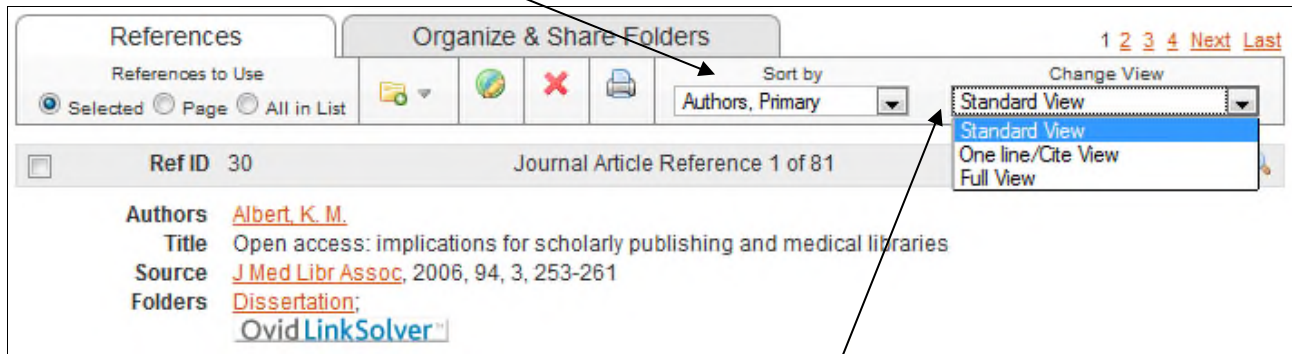 References Organize & Share Folders 1 2 3 4 Next Last
References to Use Sort by Change View
Selected Page All in List Authors, Primary Standard View
Standard View
One line/Cite View
Full View
Ref ID 30 Journal Article Reference 1 of 81
Authors Albert, K. M.
Title Open access: implications for scholarly publishing and medical libraries
Source J Med Libr Assoc, 2006, 94, 3, 253-261
Folders Dissertation;
Ovid LinkSolver™